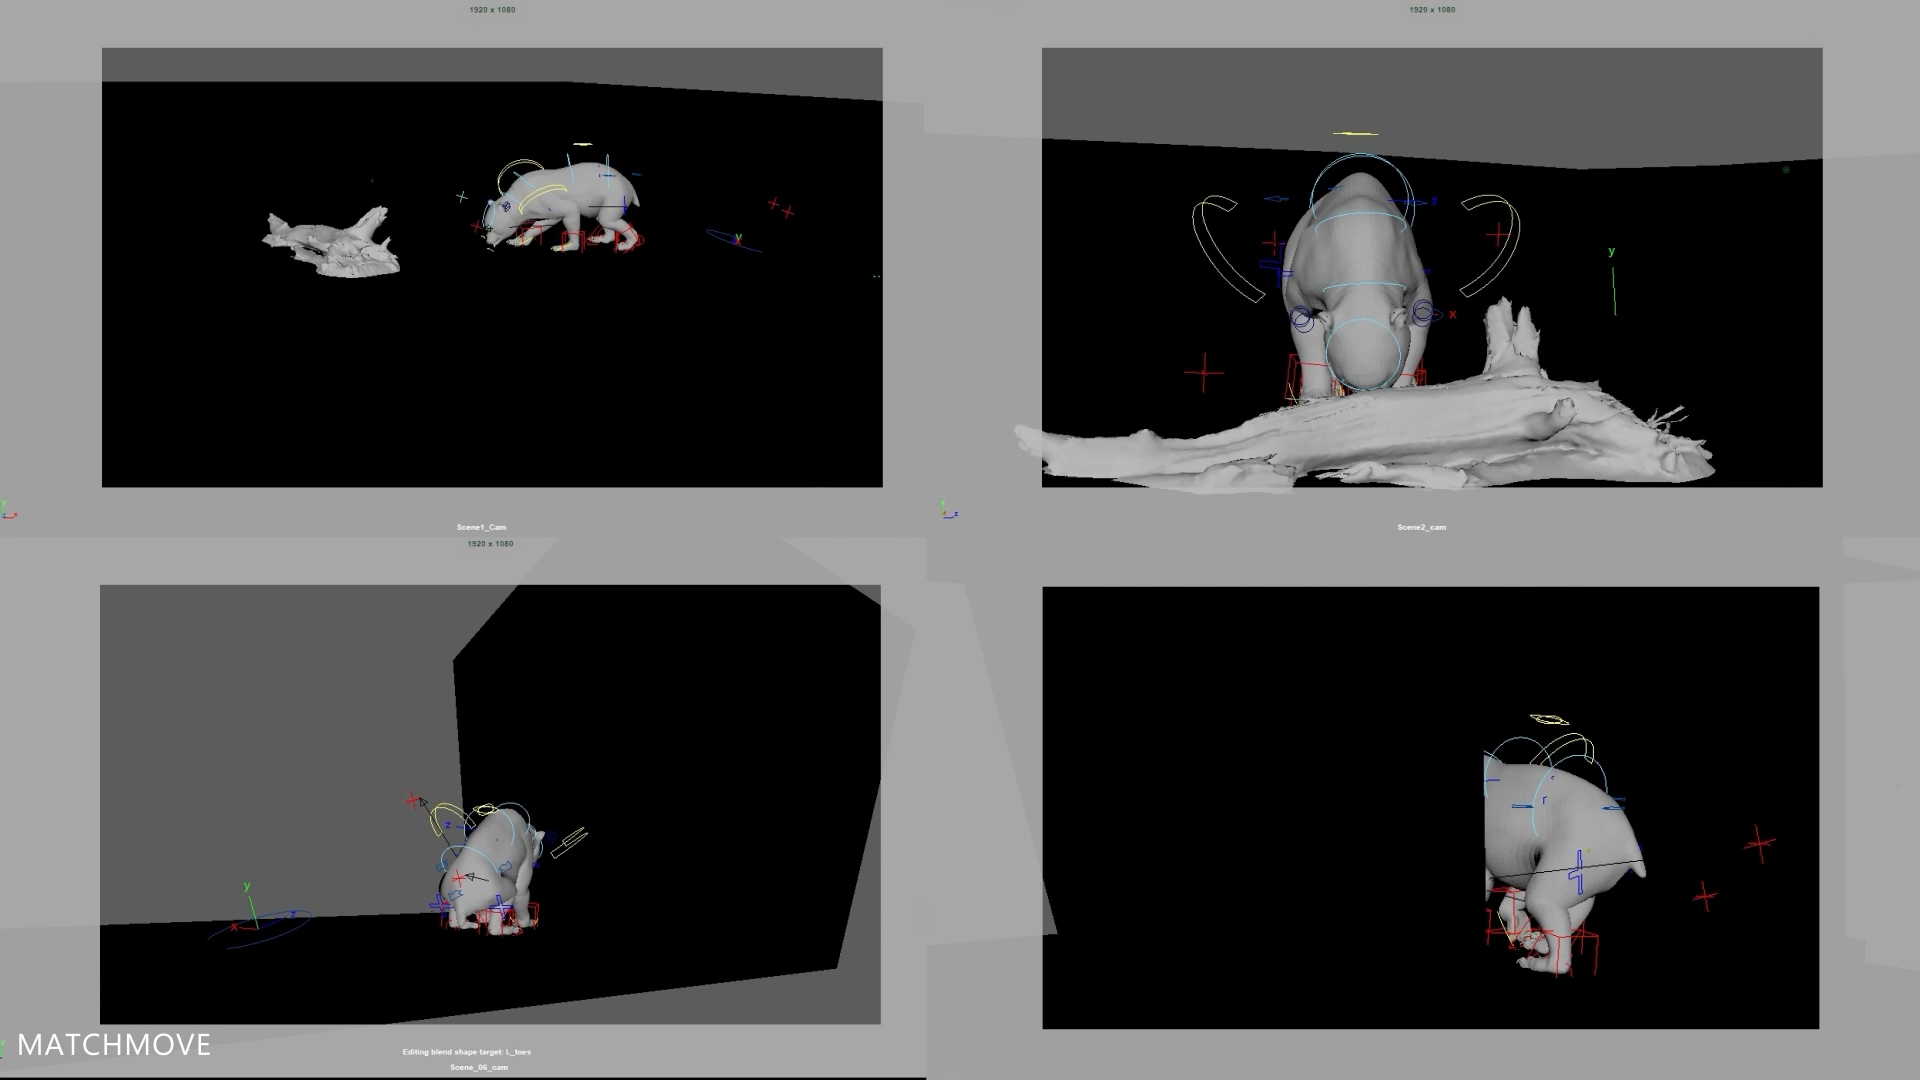 1920 x 1080
1920 x 1080
y
x
z
x
y
Scene1_Cam
Scene2_cam
1920 x 1080
r
z
y
z
x
MATCHMOVE
Editing blend shape target: L_toes
Scene_06_cam